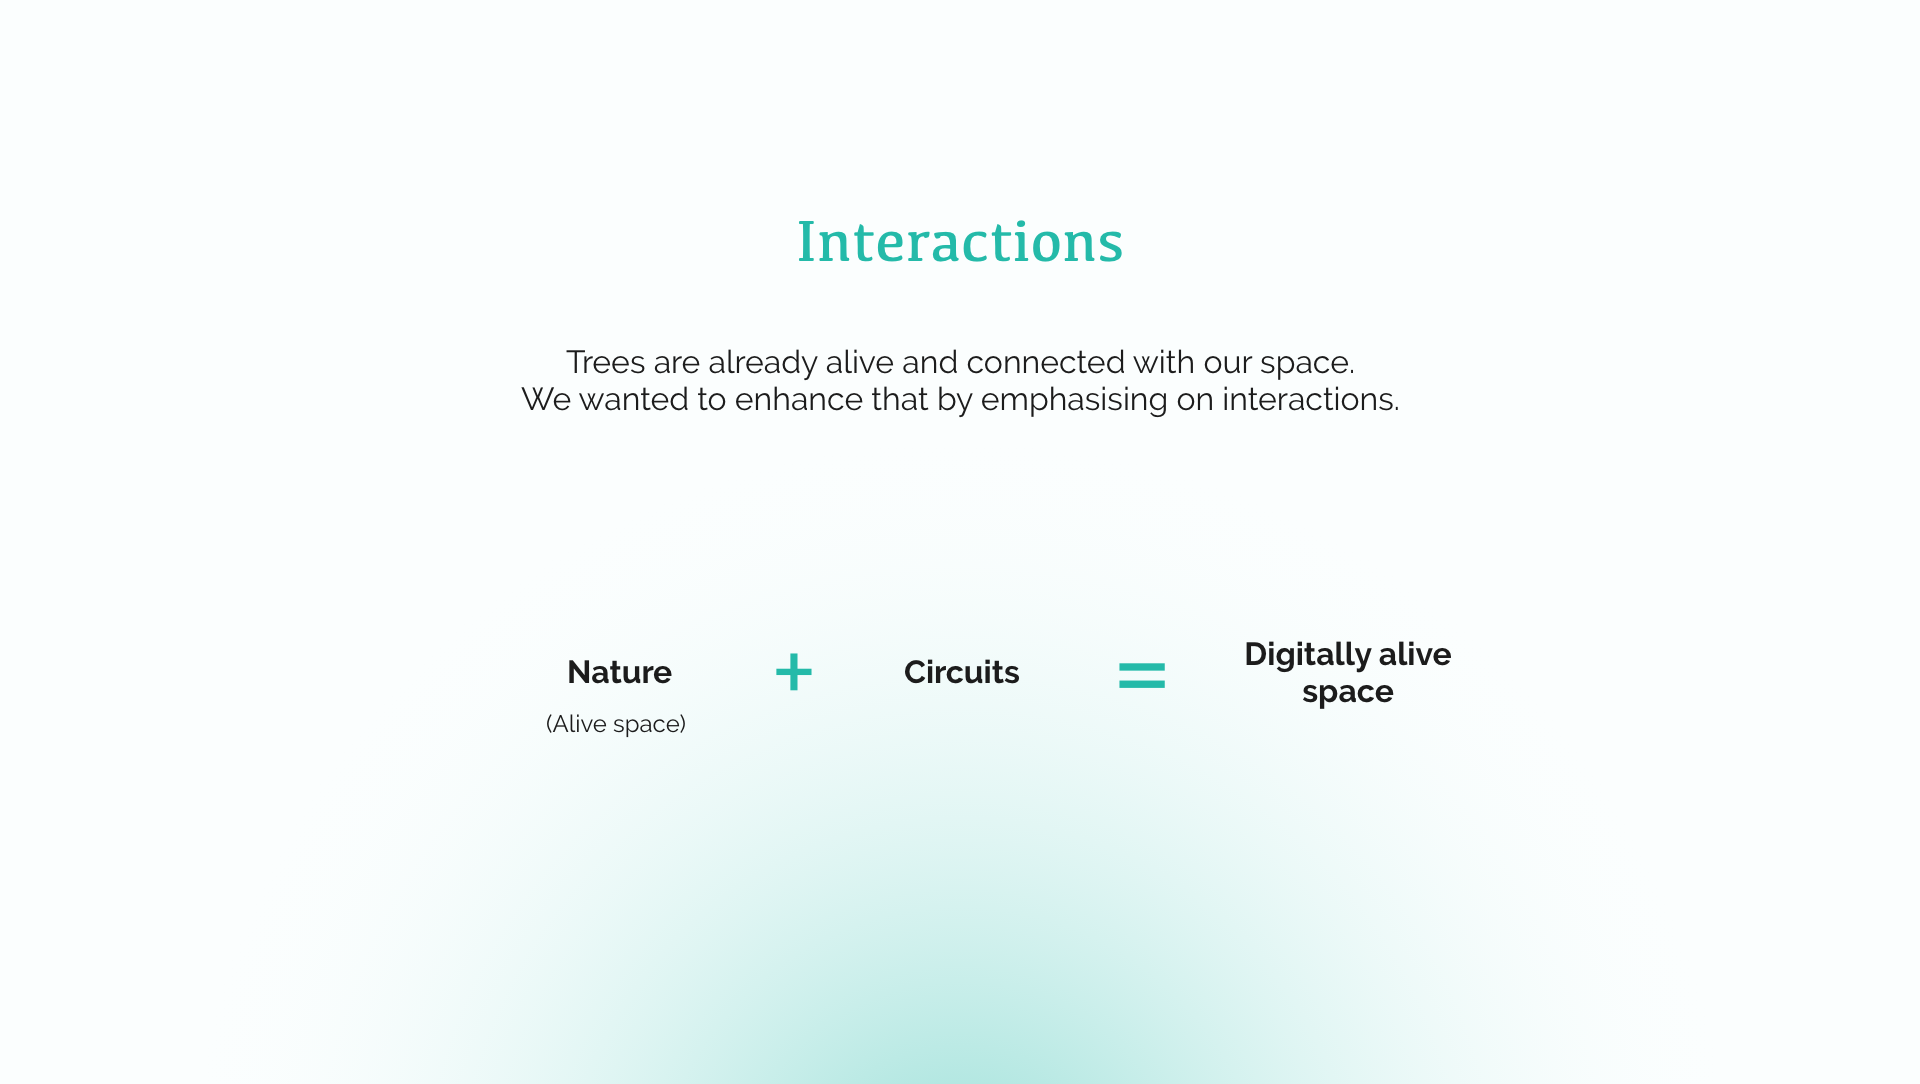 Interactions
Trees are already alive and connected with our space.
We wanted to enhance that by emphasising on interactions.
Nature + Circuits = Digitally alive space
(Alive space)